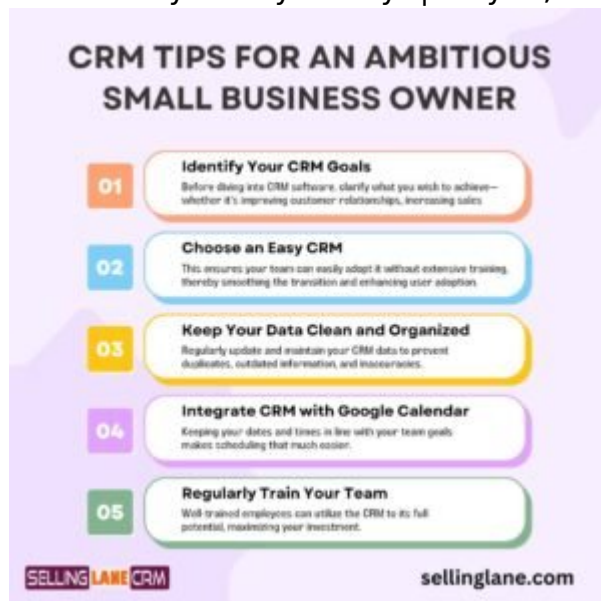 CRM TIPS FOR AN AMBITIOUS
SMALL BUSINESS OWNER
01
Identify Your CRM Goals
Before diving into CRM software, clarify what you wish to achieve—
whether it's improving customer relationships, increasing sales
02
Choose an Easy CRM
This ensures your team can easily adopt it without extensive training,
thereby smoothing the transition and enhancing user adoption.
03
Keep Your Data Clean and Organized
Regularly update and maintain your CRM data to prevent
duplicates, outdated information, and inaccuracies.
04
Integrate CRM with Google Calendar
Keeping your dates and times in line with your team goals
makes scheduling that much easier.
05
Regularly Train Your Team
Well-trained employees can utilize the CRM to its full
potential, maximizing your investment.
SELLING LANE CRM
sellinglane.com